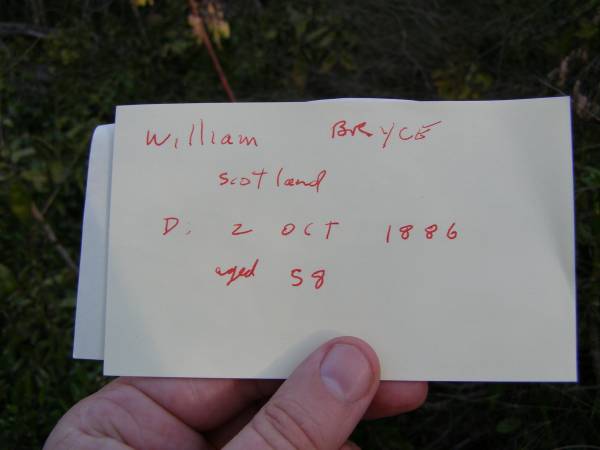 William BRYCE
Scotland
D. 2 OCT 1886
aged 58